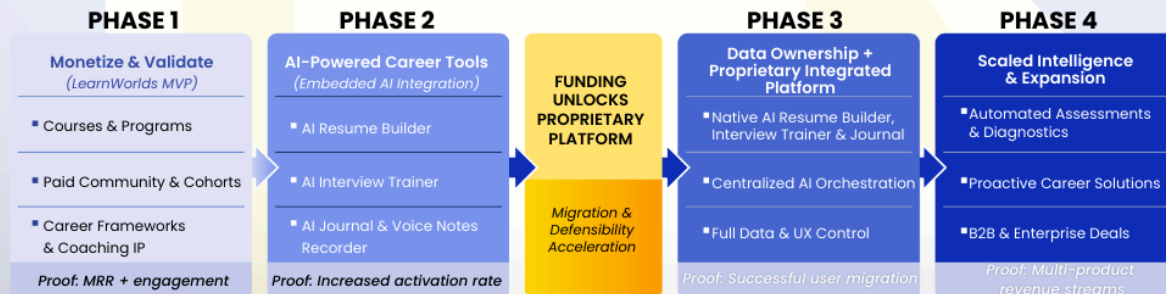 PHASE 1
Monetize & Validate
(LearnWorlds MVP)
▪ Courses & Programs
▪ Paid Community & Cohorts
▪ Career Frameworks
& Coaching IP
Proof: MRR + engagement
PHASE 2
AI-Powered Career Tools
(Embedded AI Integration)
▪ AI Resume Builder
▪ AI Interview Trainer
▪ AI Journal & Voice Notes
Recorder
Proof: Increased activation rate
FUNDING
UNLOCKS
PROPRIETARY
PLATFORM
Migration &
Defensibility
Acceleration
PHASE 3
Data Ownership +
Proprietary Integrated
Platform
▪ Native AI Resume Builder,
Interview Trainer & Journal
▪ Centralized AI Orchestration
▪ Full Data & UX Control
Proof: Successful user migration
PHASE 4
Scaled Intelligence
& Expansion
▪ Automated Assessments
& Diagnostics
▪ Proactive Career Solutions
▪ B2B & Enterprise Deals
Proof: Multi-product
revenue streams